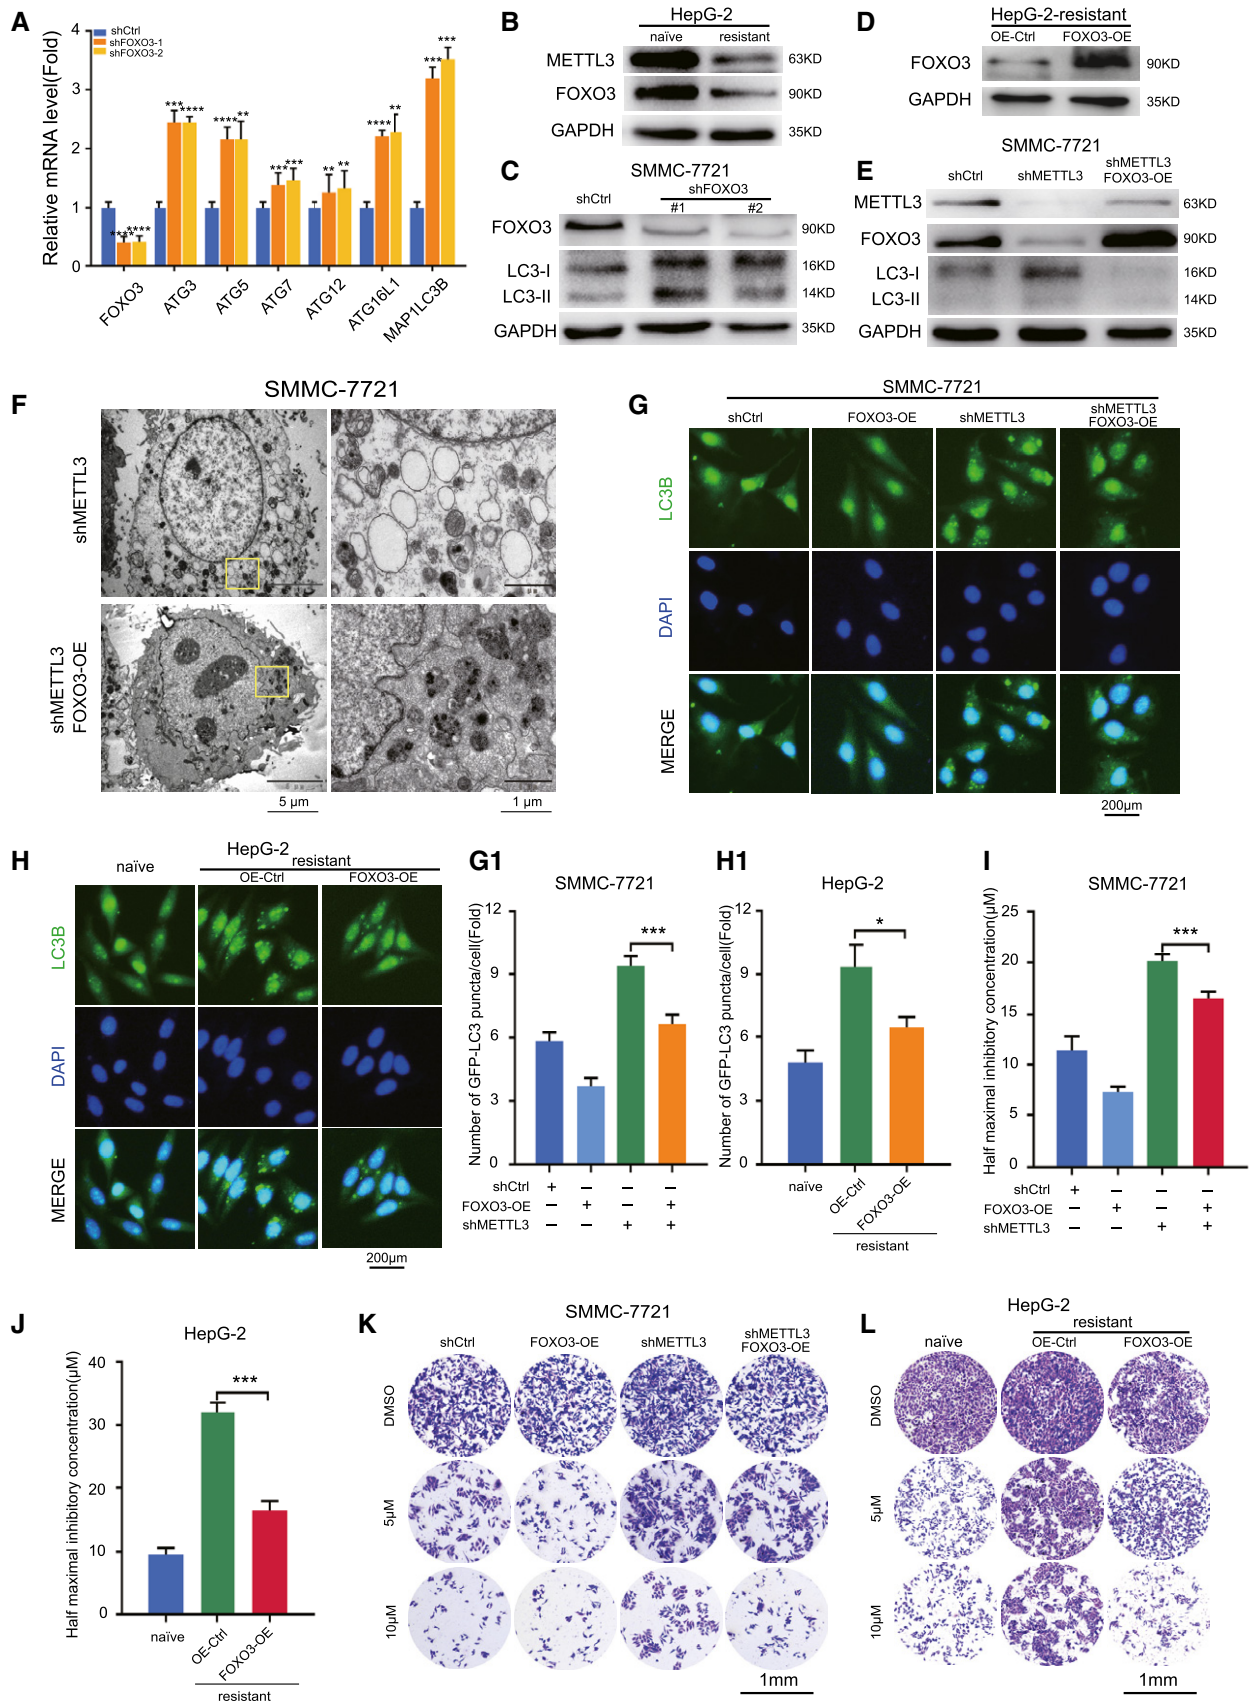 A
shCtrl
shFOXO3-1
shFOXO3-2
Relative mRNA level(Fold)
4
3
2
1
0
**** ****
*** ****
**** **
*** ***
** **
**** **
*** ***
FOXO3
ATG3
ATG5
ATG7
ATG12
ATG16L1
MAP1LC3B
B
HepG-2
naïve resistant
METTL3 63KD
FOXO3 90KD
GAPDH 35KD
C
SMMC-7721
shCtrl shFOXO3
#1 #2
FOXO3 90KD
LC3-I 16KD
LC3-II 14KD
GAPDH 35KD
D
HepG-2-resistant
OE-Ctrl FOXO3-OE
FOXO3 90KD
GAPDH 35KD
E
SMMC-7721
shCtrl shMETTL3 shMETTL3
FOXO3-OE
METTL3 63KD
FOXO3 90KD
LC3-I 16KD
LC3-II 14KD
GAPDH 35KD
F
SMMC-7721
shMETTL3
shMETTL3
FOXO3-OE
5 µm
1 µm
G
SMMC-7721
shCtrl FOXO3-OE shMETTL3 shMETTL3
FOXO3-OE
LC3B
DAPI
MERGE
200µm
H
HepG-2
naïve resistant
OE-Ctrl FOXO3-OE
LC3B
DAPI
MERGE
200µm
G1
SMMC-7721
Number of GFP-LC3 puncta/cell(Fold)
12
9
6
3
0
***
shCtrl + − − −
FOXO3-OE − + − +
shMETTL3 − − + +
H1
HepG-2
Number of GFP-LC3 puncta/cell(Fold)
12
9
6
3
0
*
naïve
OE-Ctrl
FOXO3-OE
resistant
I
SMMC-7721
Half maximal inhibitory concentration(µM)
25
20
15
10
5
0
***
shCtrl + − − −
FOXO3-OE − + − +
shMETTL3 − − + +
J
HepG-2
Half maximal inhibitory concentration(µM)
40
30
20
10
0
***
naïve
OE-Ctrl
FOXO3-OE
resistant
K
SMMC-7721
shCtrl FOXO3-OE shMETTL3 shMETTL3
FOXO3-OE
DMSO
5µM
10µM
1mm
L
HepG-2
naïve resistant
OE-Ctrl FOXO3-OE
DMSO
5µM
10µM
1mm